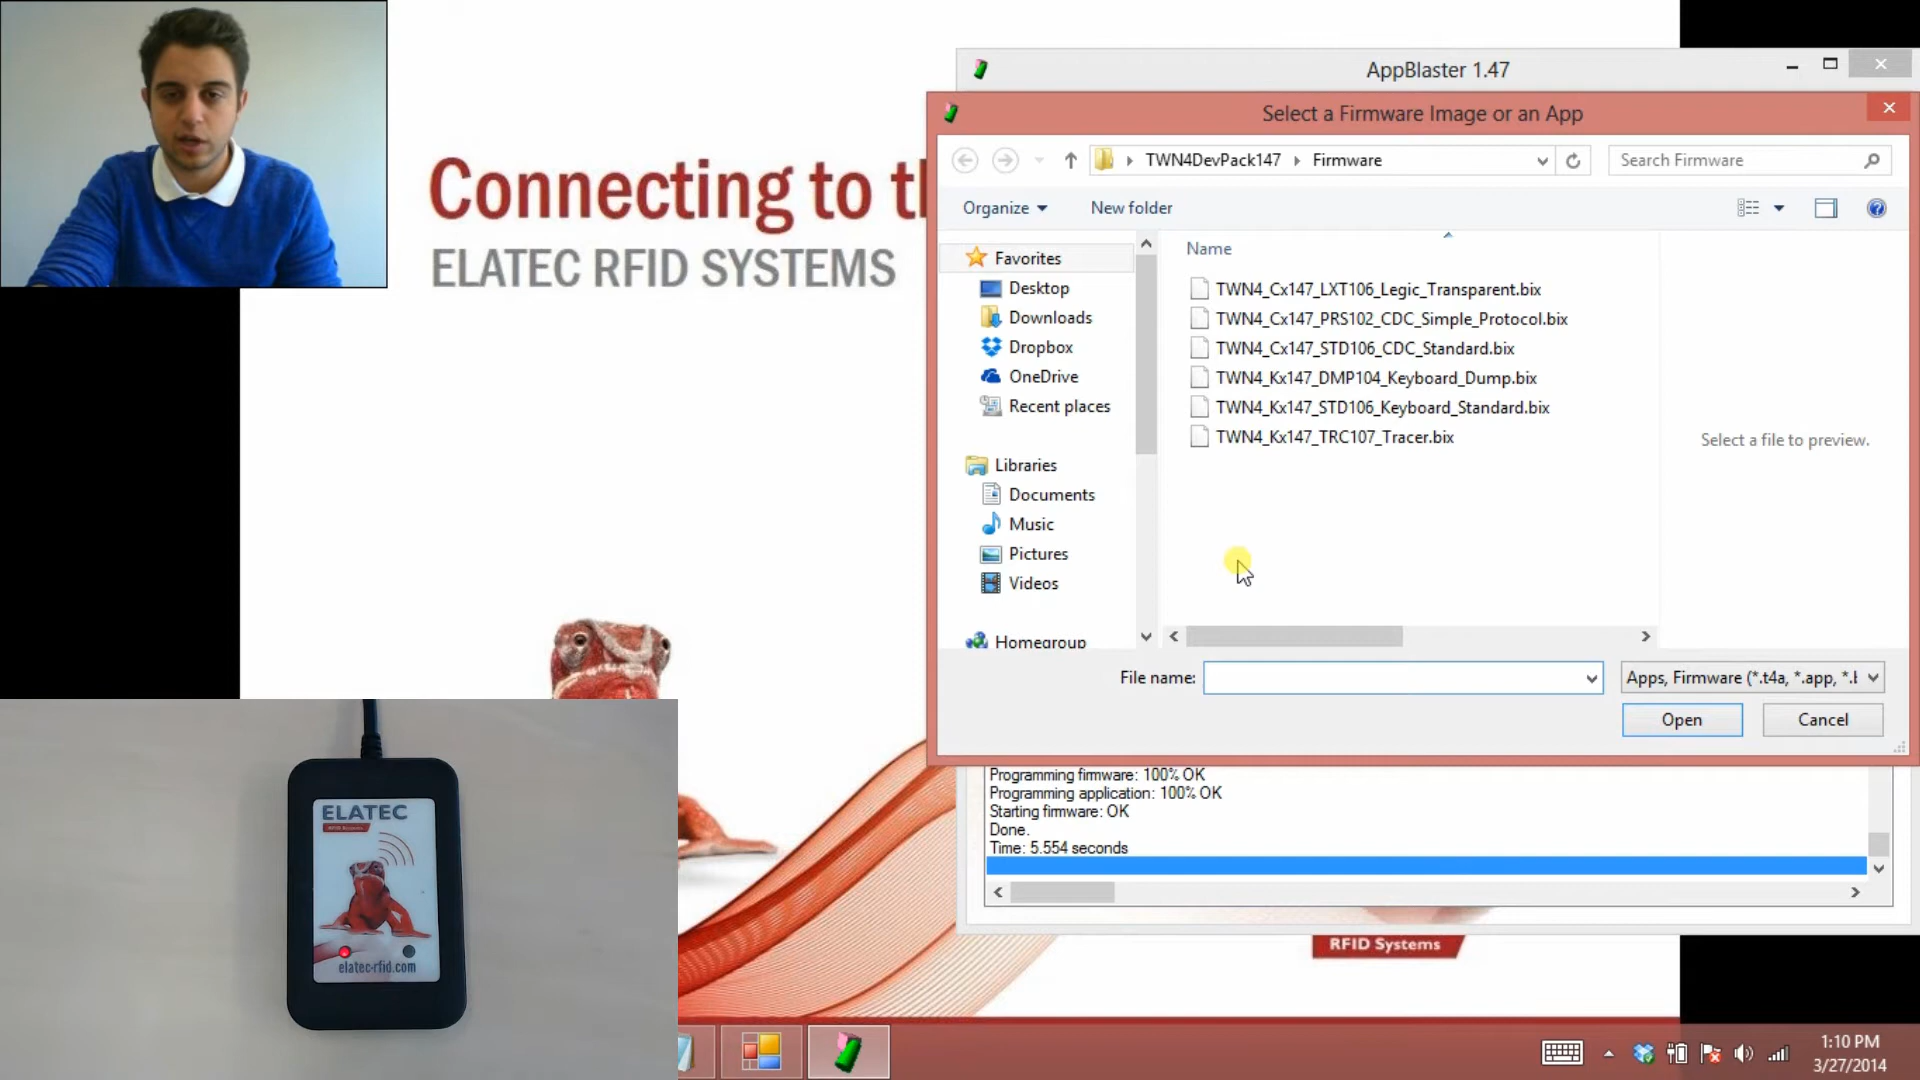 AppBlaster 1.47
Select a Firmware Image or an App
TWN4DevPack147
Firmware
Search Firmware
Organize
New folder
Favorites
Desktop
Downloads
Dropbox
OneDrive
Recent places
Libraries
Documents
Music
Pictures
Videos
Homegroup
Name
TWN4_Cx147_LXT106_Legic_Transparent.bix
TWN4_Cx147_PRS102_CDC_Simple_Protocol.bix
TWN4_Cx147_STD106_CDC_Standard.bix
TWN4_Kx147_DMP104_Keyboard_Dump.bix
TWN4_Kx147_STD106_Keyboard_Standard.bix
TWN4_Kx147_TRC107_Tracer.bix
Select a file to preview.
File name:
Apps, Firmware (*.t4a, *.app, *.
Open
Cancel
Connecting to
ELATEC RFID SYSTEMS
Programming firmware: 100% OK
Programming application: 100% OK
Starting firmware: OK
Done.
Time: 5.554 seconds
RFID Systems
ELATEC
RFID Systems
elatec-rfid.com
1:10 PM
3/27/2014